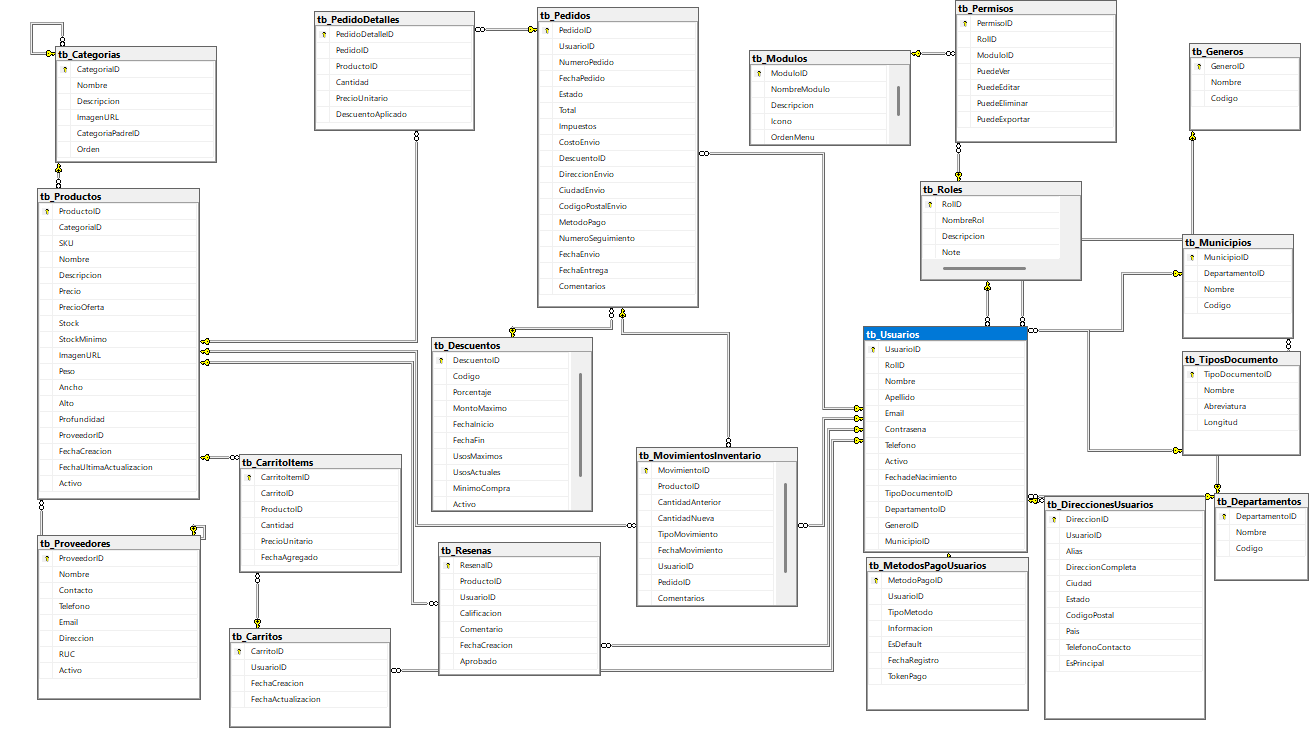 tb_Categorias
CategoriaID
Nombre
Descripcion
ImagenURL
CategoriaPadreID
Orden
tb_PedidoDetalles
PedidoDetalleID
PedidoID
ProductoID
Cantidad
PrecioUnitario
DescuentoAplicado
tb_Pedidos
PedidoID
UsuarioID
NumeroPedido
FechaPedido
Estado
Total
Impuestos
CostoEnvio
DescuentoID
DireccionEnvio
CiudadEnvio
CodigoPostalEnvio
MetodoPago
NumeroSeguimiento
FechaEnvio
FechaEntrega
Comentarios
tb_Modulos
ModuloID
NombreModulo
Descripcion
Icono
OrdenMenu
tb_Permisos
PermisoID
RolID
ModuloID
PuedeVer
PuedeEditar
PuedeEliminar
PuedeExportar
tb_Generos
GeneroID
Nombre
Codigo
tb_Productos
ProductoID
CategoriaID
SKU
Nombre
Descripcion
Precio
PrecioOferta
Stock
StockMinimo
ImagenURL
Peso
Ancho
Alto
Profundidad
ProveedorID
FechaCreacion
FechaUltimaActualizacion
Activo
tb_Roles
RolID
NombreRol
Descripcion
Note
tb_Municipios
MunicipioID
DepartamentoID
Nombre
Codigo
tb_Descuentos
DescuentoID
Codigo
Porcentaje
MontoMaximo
FechaInicio
FechaFin
UsosMaximos
UsosActuales
MinimoCompra
Activo
tb_Usuarios
UsuarioID
RolID
Nombre
Apellido
Email
Contrasena
Telefono
Activo
FechadeNacimiento
TipoDocumentoID
DepartamentoID
GeneroID
MunicipioID
tb_TiposDocumento
TipoDocumentoID
Nombre
Abreviatura
Longitud
tb_CarritoItems
CarritoItemID
CarritoID
ProductoID
Cantidad
PrecioUnitario
FechaAgregado
tb_MovimientosInventario
MovimientoID
ProductoID
CantidadAnterior
CantidadNueva
TipoMovimiento
FechaMovimiento
UsuarioID
PedidoID
Comentarios
tb_Proveedores
ProveedorID
Nombre
Contacto
Telefono
Email
Direccion
RUC
Activo
tb_Resenas
ResenaID
ProductoID
UsuarioID
Calificacion
Comentario
FechaCreacion
Aprobado
tb_DireccionesUsuarios
DireccionID
UsuarioID
Alias
DireccionCompleta
Ciudad
Estado
CodigoPostal
Pais
TelefonoContacto
EsPrincipal
tb_Departamentos
DepartamentoID
Nombre
Codigo
tb_MetodosPagoUsuarios
MetodoPagoID
UsuarioID
TipoMetodo
Informacion
EsDefault
FechaRegistro
TokenPago
tb_Carritos
CarritoID
UsuarioID
FechaCreacion
FechaActualizacion